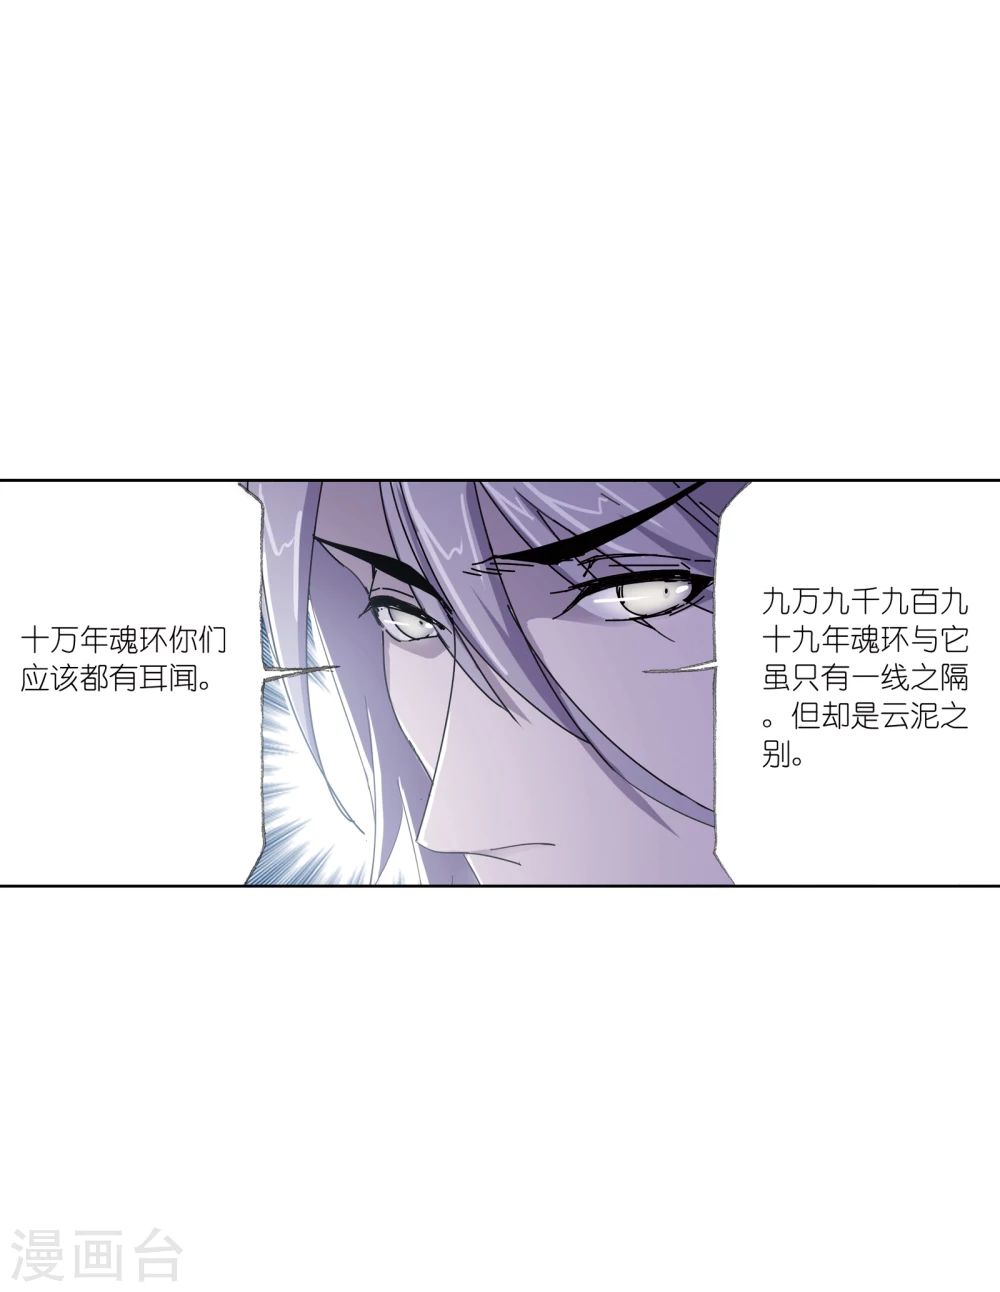 十万年魂环你们
应该都有耳闻。
九万九千九百九
十九年魂环与它
虽只有一线之隔
。但却是云泥之
别。
漫画台